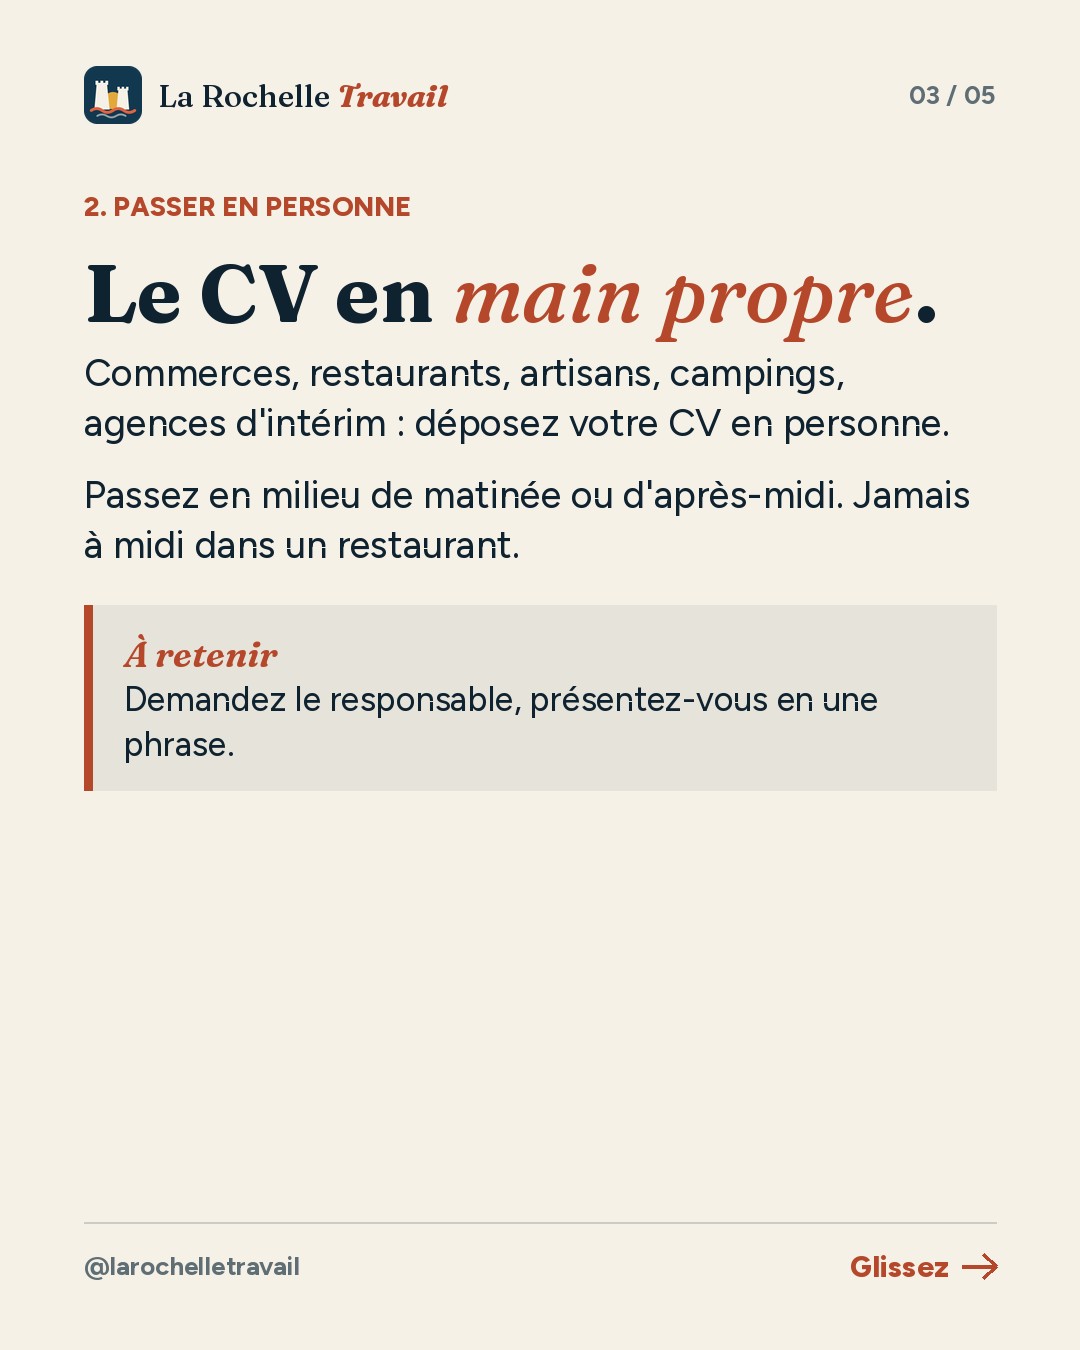 La Rochelle Travail
03 / 05
2. PASSER EN PERSONNE
Le CV en main propre.
Commerces, restaurants, artisans, campings,
agences d'intérim : déposez votre CV en personne.
Passez en milieu de matinée ou d'après-midi. Jamais
à midi dans un restaurant.
À retenir
Demandez le responsable, présentez-vous en une
phrase.
@larochelletravail
Glissez →